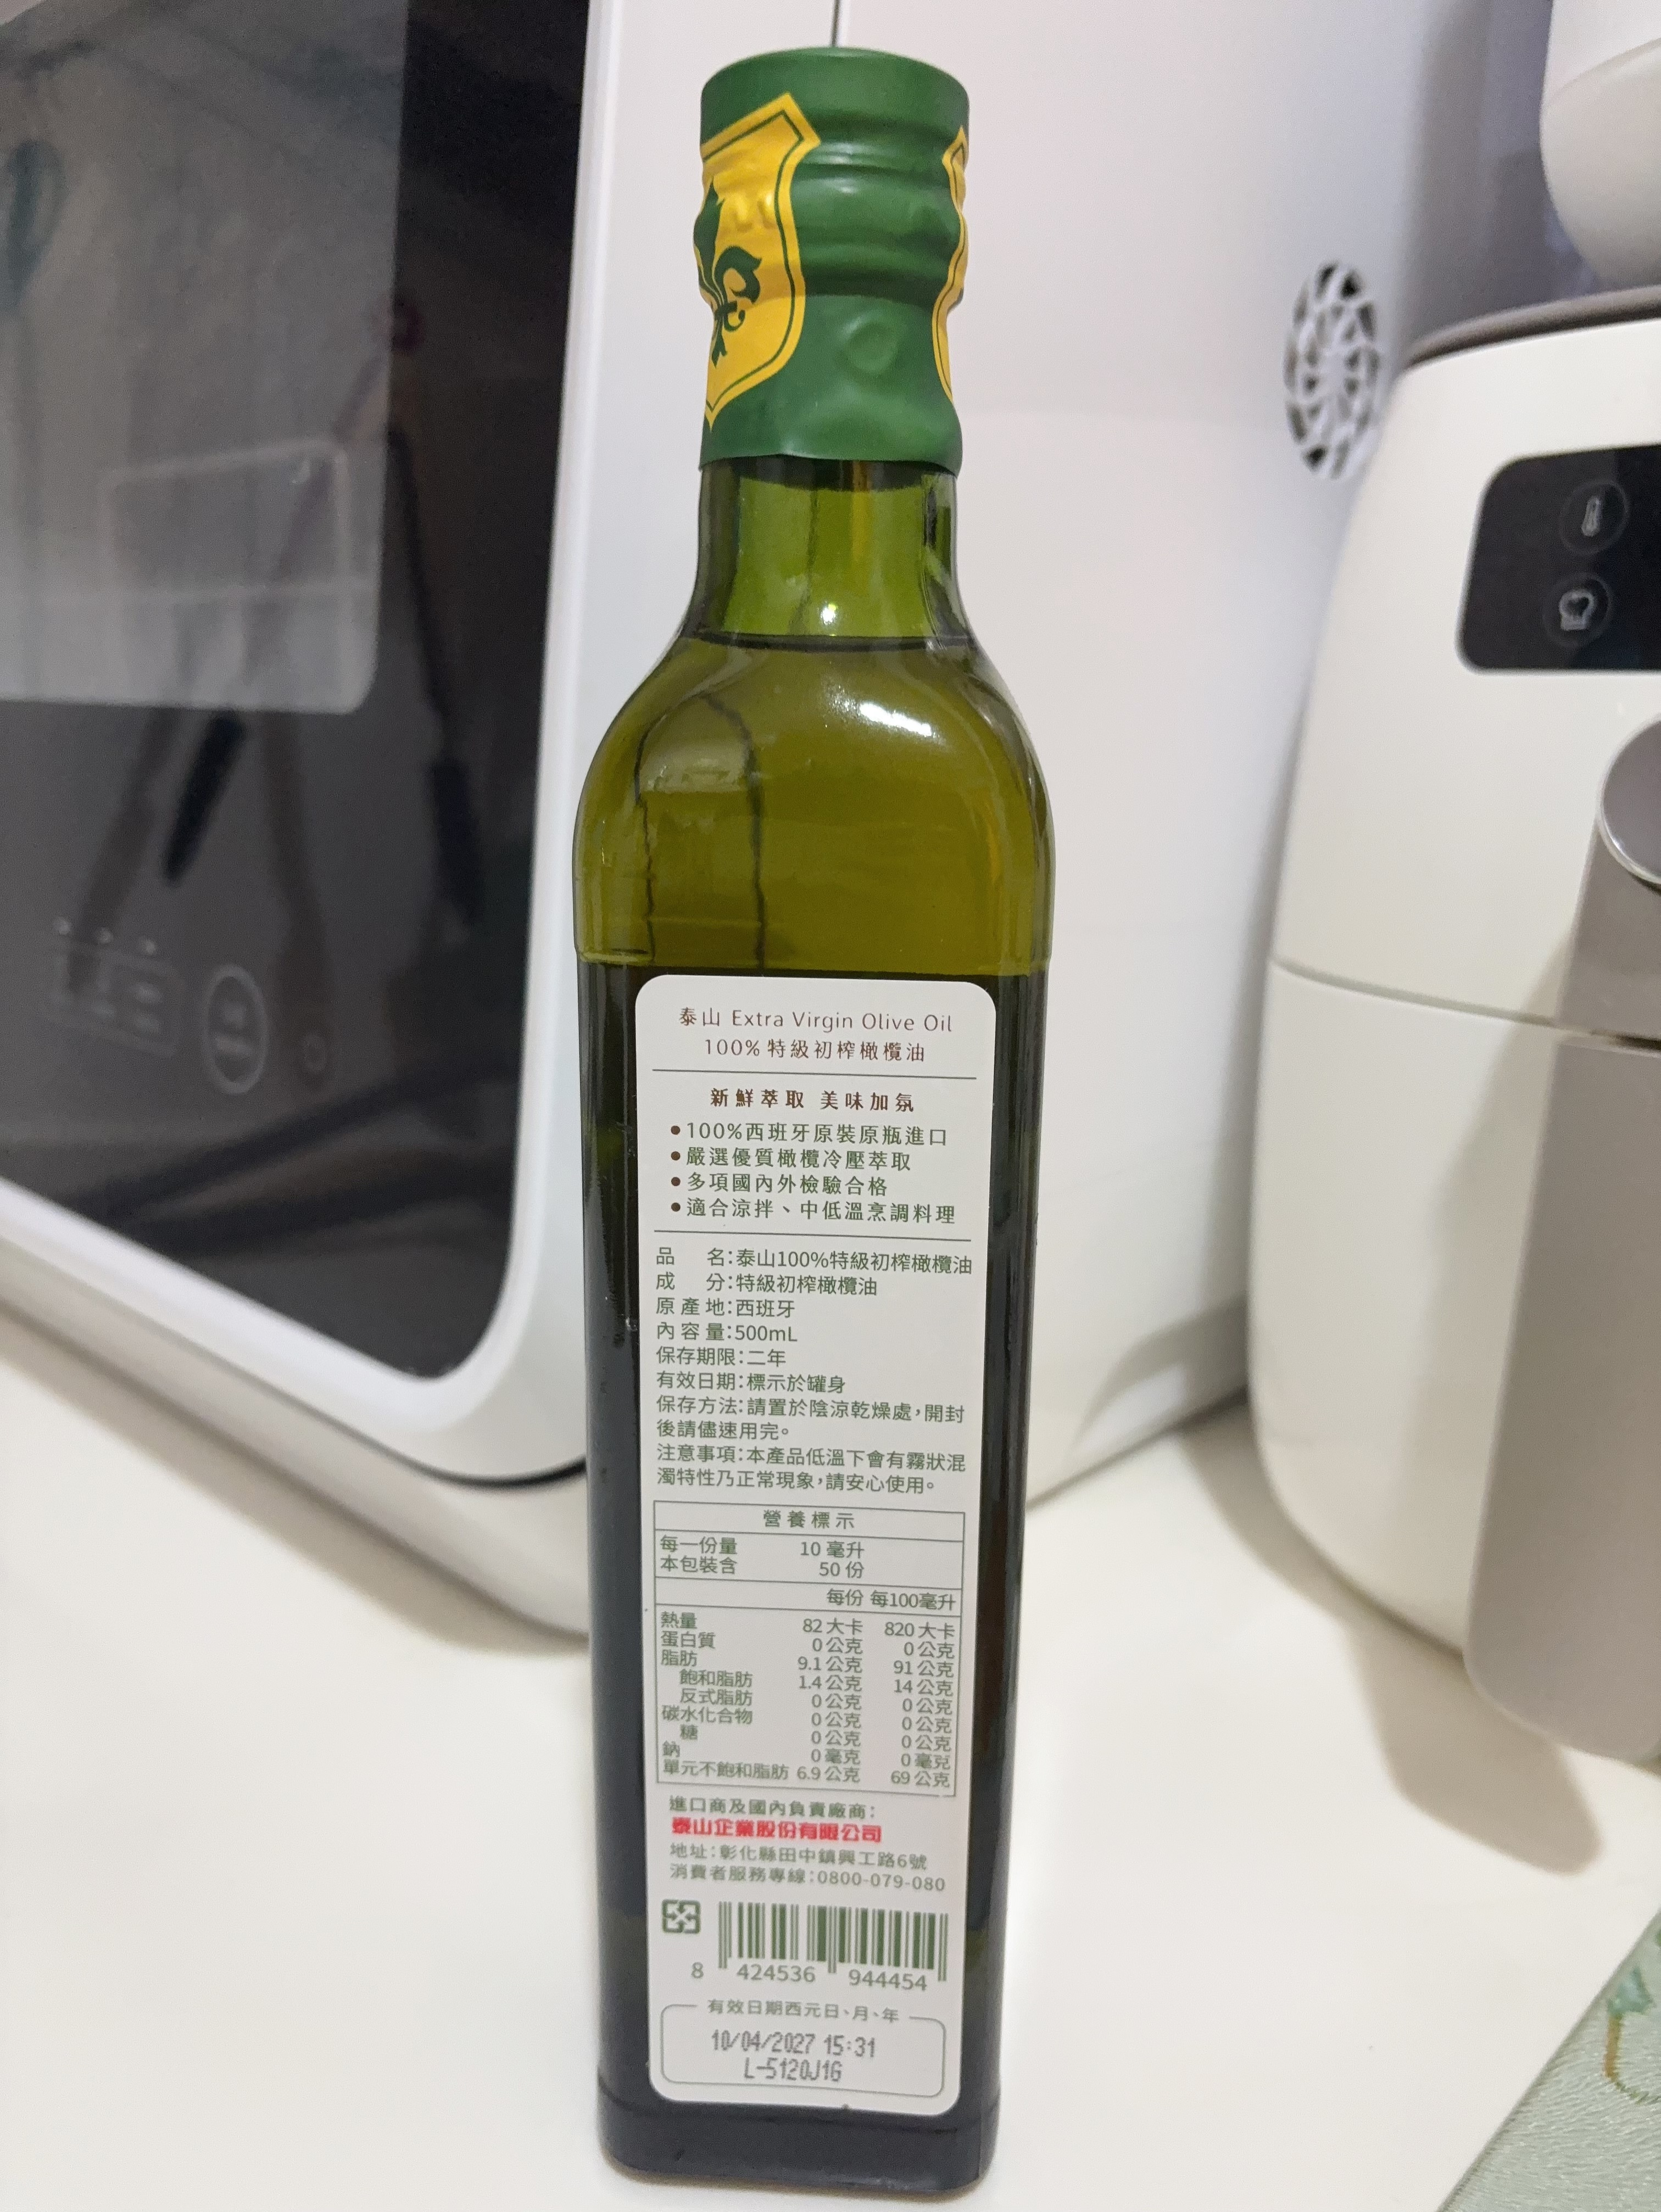 泰山 Extra Virgin Olive Oil
100% 特級初榨橄欖油
新鮮萃取 美味加氛
•100%西班牙原裝原瓶進口
•嚴選優質橄欖冷壓萃取
•多項國內外檢驗合格
•適合涼拌、中低溫烹調料理
品 名:泰山100%特級初榨橄欖油
成 分:特級初榨橄欖油
原產地:西班牙
內容量:500mL
保存期限:二年
有效日期:標示於罐身
保存方法:請置於陰涼乾燥處,開封
後請儘速用完。
注意事項:本產品低溫下會有霧狀混
濁特性乃正常現象,請安心使用。
營養標示
每一份量 10 毫升
本包裝含 50 份
每份 每100毫升
熱量 82 大卡 820 大卡
蛋白質 0 公克 0 公克
脂肪 9.1 公克 91 公克
飽和脂肪 1.4 公克 14 公克
反式脂肪 0 公克 0 公克
碳水化合物 0 公克 0 公克
糖 0 公克 0 公克
鈉 0 毫克 0 毫克
單元不飽和脂肪 6.9 公克 69 公克
進口商及國內負責廠商:
泰山企業股份有限公司
地址:彰化縣田中鎮興工路6號
消費者服務專線:0800-079-080
8 424536 944454
有效日期西元日、月、年
10/04/2027 15:31
L-5120J1G